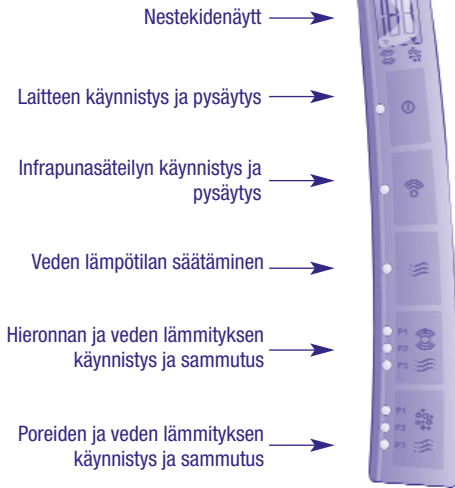 Nestekidenäytt
Laitteen käynnistys ja pysäytys
Infrapunasäteilyn käynnistys ja
pysäytys
Veden lämpötilan säätäminen
Hieronnan ja veden lämmityksen
käynnistys ja sammutus
P1
P2
P3
Poreiden ja veden lämmityksen
käynnistys ja sammutus
P1
P2
P3